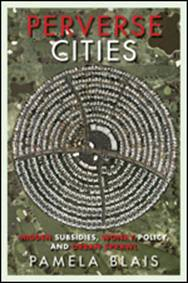 PERVERSE
CITIES
HIDDEN SUBSIDIES, WONKY POLICY,
AND URBAN SPRAWL
PAMELA BLAIS